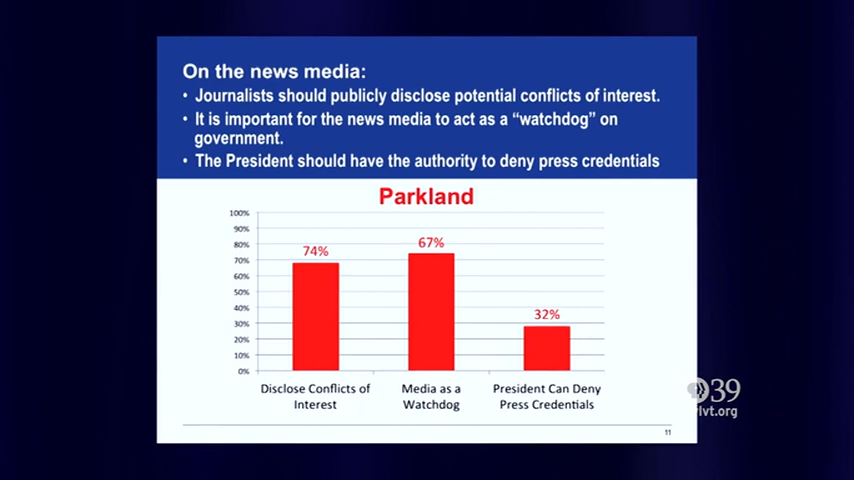 On the news media:
• Journalists should publicly disclose potential conflicts of interest.
• It is important for the news media to act as a “watchdog” on
government.
• The President should have the authority to deny press credentials
Parkland
100%
90%
80%
70%
60%
50%
40%
30%
20%
10%
0%
74%
67%
32%
Disclose Conflicts of
Interest
Media as a
Watchdog
President Can Deny
Press Credentials
11
39
lvt.org